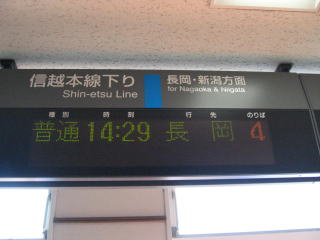 信越本線下り
Shin-etsu Line
長岡・新潟方面
for Nagaoka & Niigata
種別 時刻 行先 のりば
普通 14:29 長岡 4